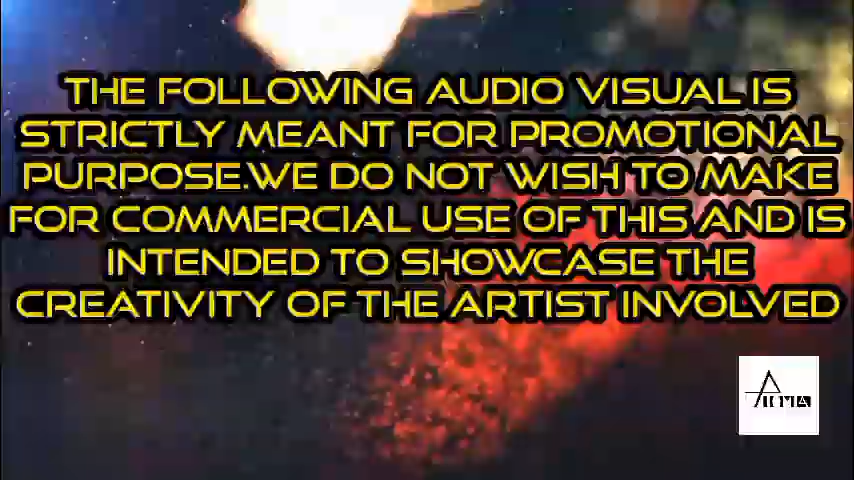 THE FOLLOWING AUDIO VISUAL IS
STRICTLY MEANT FOR PROMOTIONAL
PURPOSE.WE DO NOT WISH TO MAKE
FOR COMMERCIAL USE OF THIS AND IS
INTENDED TO SHOWCASE THE
CREATIVITY OF THE ARTIST INVOLVED